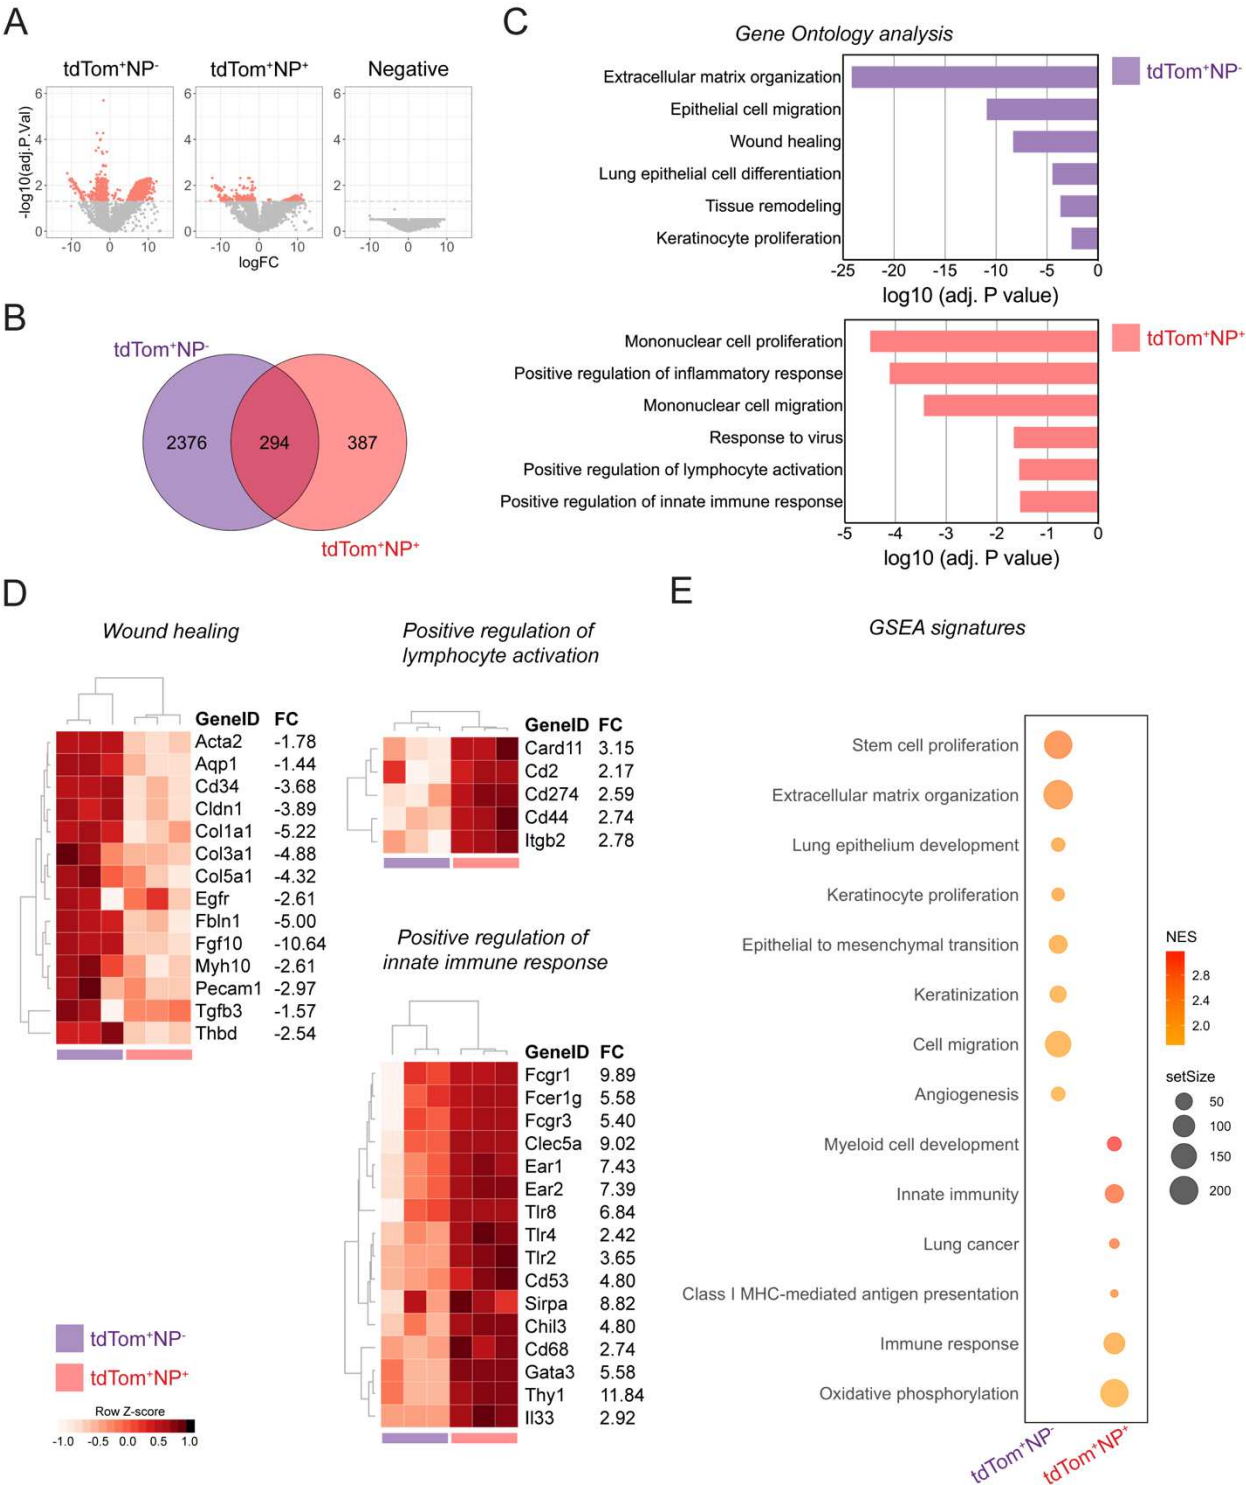 A
tdTom⁺NP⁻
tdTom⁺NP⁺
Negative
-log10(adj.P.Val)
6
4
2
0
6
4
2
0
6
4
2
0
-10 0 10
-10 0 10
-10 0 10
logFC
B
tdTom⁺NP⁻
2376
294
387
tdTom⁺NP⁺
C
Gene Ontology analysis
tdTom⁺NP⁻
Extracellular matrix organization
Epithelial cell migration
Wound healing
Lung epithelial cell differentiation
Tissue remodeling
Keratinocyte proliferation
-25 -20 -15 -10 -5 0
log10 (adj. P value)
tdTom⁺NP⁺
Mononuclear cell proliferation
Positive regulation of inflammatory response
Mononuclear cell migration
Response to virus
Positive regulation of lymphocyte activation
Positive regulation of innate immune response
-5 -4 -3 -2 -1 0
log10 (adj. P value)
D
Wound healing
GeneID FC
Acta2 -1.78
Aqp1 -1.44
Cd34 -3.68
Cldn1 -3.89
Col1a1 -5.22
Col3a1 -4.88
Col5a1 -4.32
Egfr -2.61
Fbln1 -5.00
Fgf10 -10.64
Myh10 -2.61
Pecam1 -2.97
Tgfb3 -1.57
Thbd -2.54
Positive regulation of
lymphocyte activation
GeneID FC
Card11 3.15
Cd2 2.17
Cd274 2.59
Cd44 2.74
Itgb2 2.78
Positive regulation of
innate immune response
GeneID FC
Fcgr1 9.89
Fcer1g 5.58
Fcgr3 5.40
Clec5a 9.02
Ear1 7.43
Ear2 7.39
Tlr8 6.84
Tlr4 2.42
Tlr2 3.65
Cd53 4.80
Sirpa 8.82
Chil3 4.80
Cd68 2.74
Gata3 5.58
Thy1 11.84
Il33 2.92
tdTom⁺NP⁻
tdTom⁺NP⁺
Row Z-score
-1.0 -0.5 0.0 0.5 1.0
E
GSEA signatures
Stem cell proliferation
Extracellular matrix organization
Lung epithelium development
Keratinocyte proliferation
Epithelial to mesenchymal transition
Keratinization
Cell migration
Angiogenesis
Myeloid cell development
Innate immunity
Lung cancer
Class I MHC-mediated antigen presentation
Immune response
Oxidative phosphorylation
tdTom⁺NP⁻
tdTom⁺NP⁺
NES
2.8
2.4
2.0
setSize
50
100
150
200